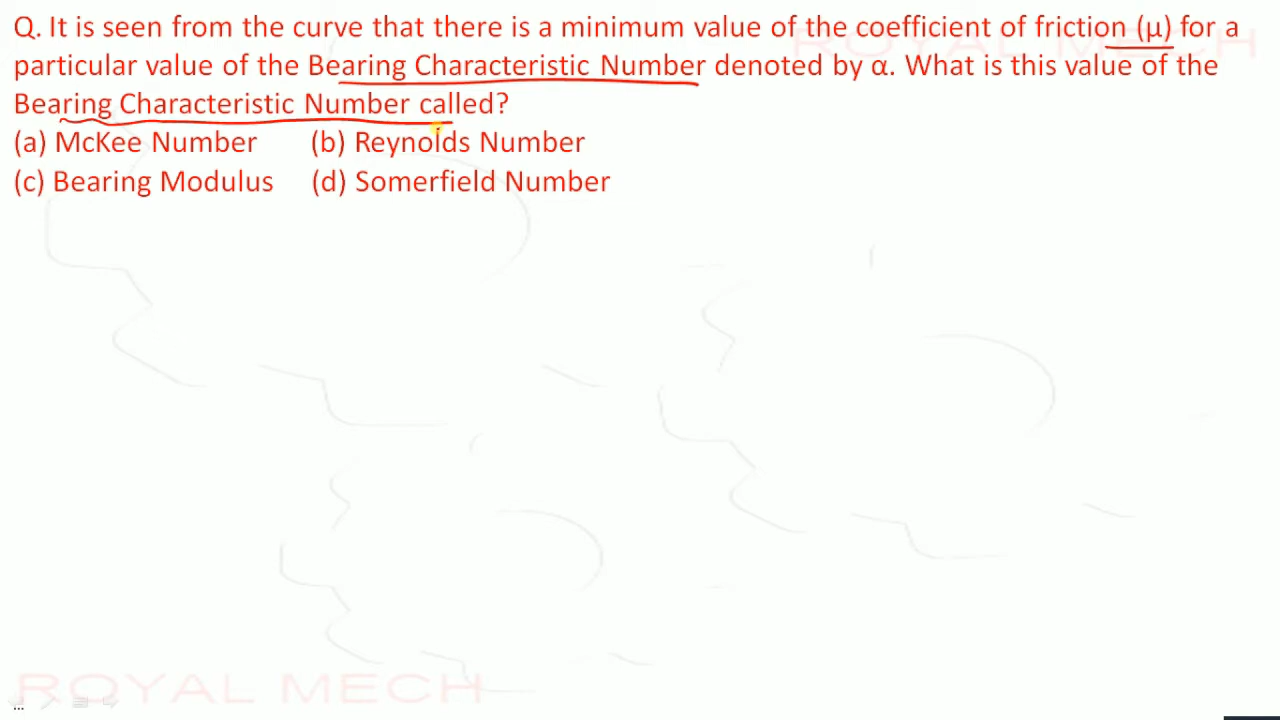 Q. It is seen from the curve that there is a minimum value of the coefficient of friction (μ) for a
particular value of the Bearing Characteristic Number denoted by α. What is this value of the
Bearing Characteristic Number called?
(a) McKee Number (b) Reynolds Number
(c) Bearing Modulus (d) Somerfield Number
ROYAL MECH
ROYAL MECH